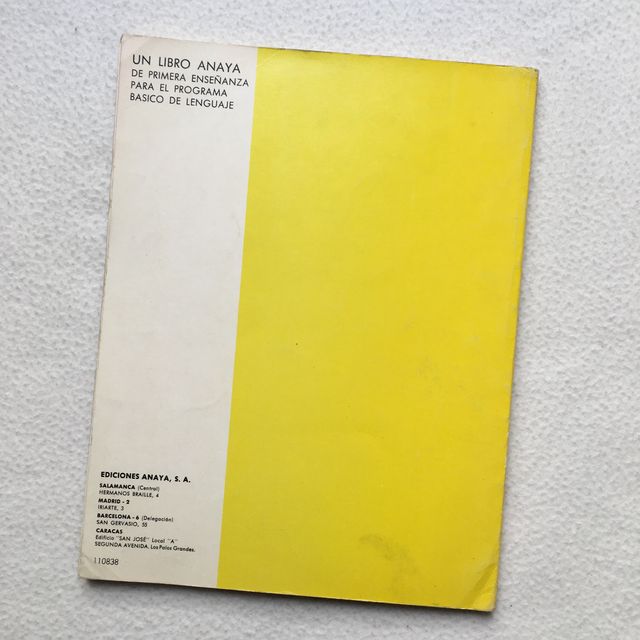 UN LIBRO ANAYA
DE PRIMERA ENSEÑANZA
PARA EL PROGRAMA
BASICO DE LENGUAJE
EDICIONES ANAYA, S. A.
SALAMANCA (Central)
HERMANOS BRAILLE, 4
MADRID - 2
IRIARTE, 3
BARCELONA - 6 (Delegación)
SAN GERVASIO, 55
CARACAS
Edificio "SAN JOSÉ" Local "A"
SEGUNDA AVENIDA. Los Palos Grandes.
110838